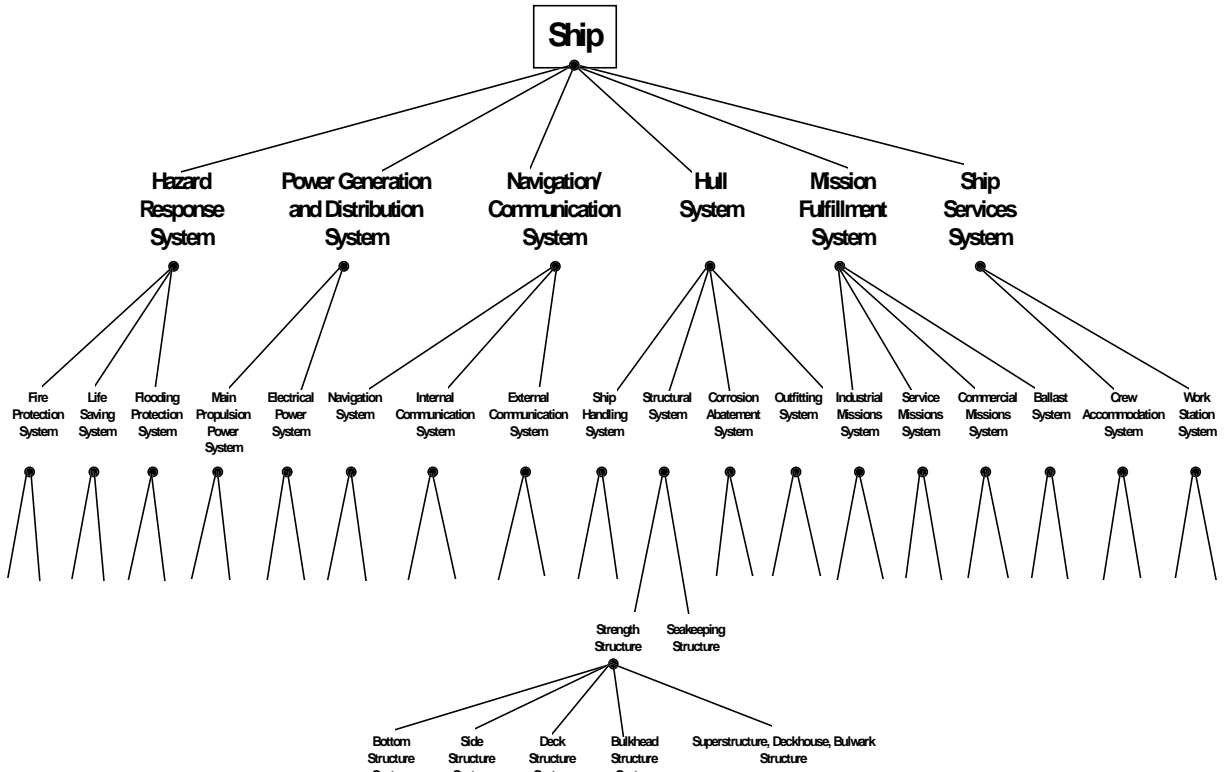 Ship
Hazard
Response
System
Power Generation
and Distribution
System
Navigation/
Communication
System
Hull
System
Mission
Fulfillment
System
Ship
Services
System
Fire
Protection
System
Life
Saving
System
Flooding
Protection
System
Main
Propulsion
Power
System
Electrical
Power
System
Navigation
System
Internal
Communication
System
External
Communication
System
Ship
Handling
System
Structural
System
Corrosion
Abatement
System
Outfitting
System
Industrial
Missions
System
Service
Missions
System
Commercial
Missions
System
Ballast
System
Crew
Accommodation
System
Work
Station
System
Strength
Structure
Seakeeping
Structure
Bottom
Structure
Side
Structure
Deck
Structure
Bulkhead
Structure
Superstructure, Deckhouse, Bulwark
Structure